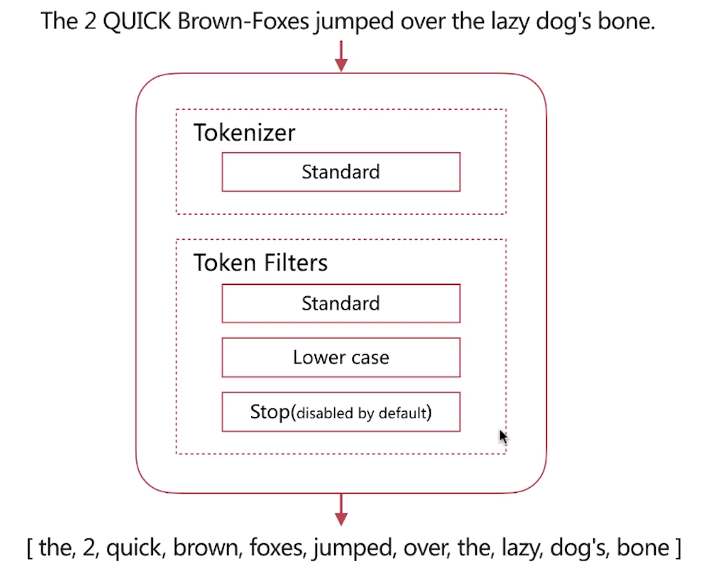 The 2 QUICK Brown-Foxes jumped over the lazy dog's bone.
Tokenizer
Standard
Token Filters
Standard
Lower case
Stop(disabled by default)
[ the, 2, quick, brown, foxes, jumped, over, the, lazy, dog's, bone ]